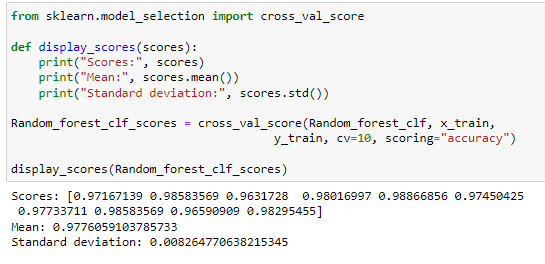 from sklearn.model_selection import cross_val_score
def display_scores(scores):
    print("Scores:", scores)
    print("Mean:", scores.mean())
    print("Standard deviation:", scores.std())
Random_forest_clf_scores = cross_val_score(Random_forest_clf, x_train,
                                        y_train, cv=10, scoring="accuracy")
display_scores(Random_forest_clf_scores)
Scores: [0.97167139 0.98583569 0.9631728  0.98016997 0.98866856 0.97450425
 0.97733711 0.98583569 0.96590909 0.98295455]
Mean: 0.9776059103785733
Standard deviation: 0.008264770638215345